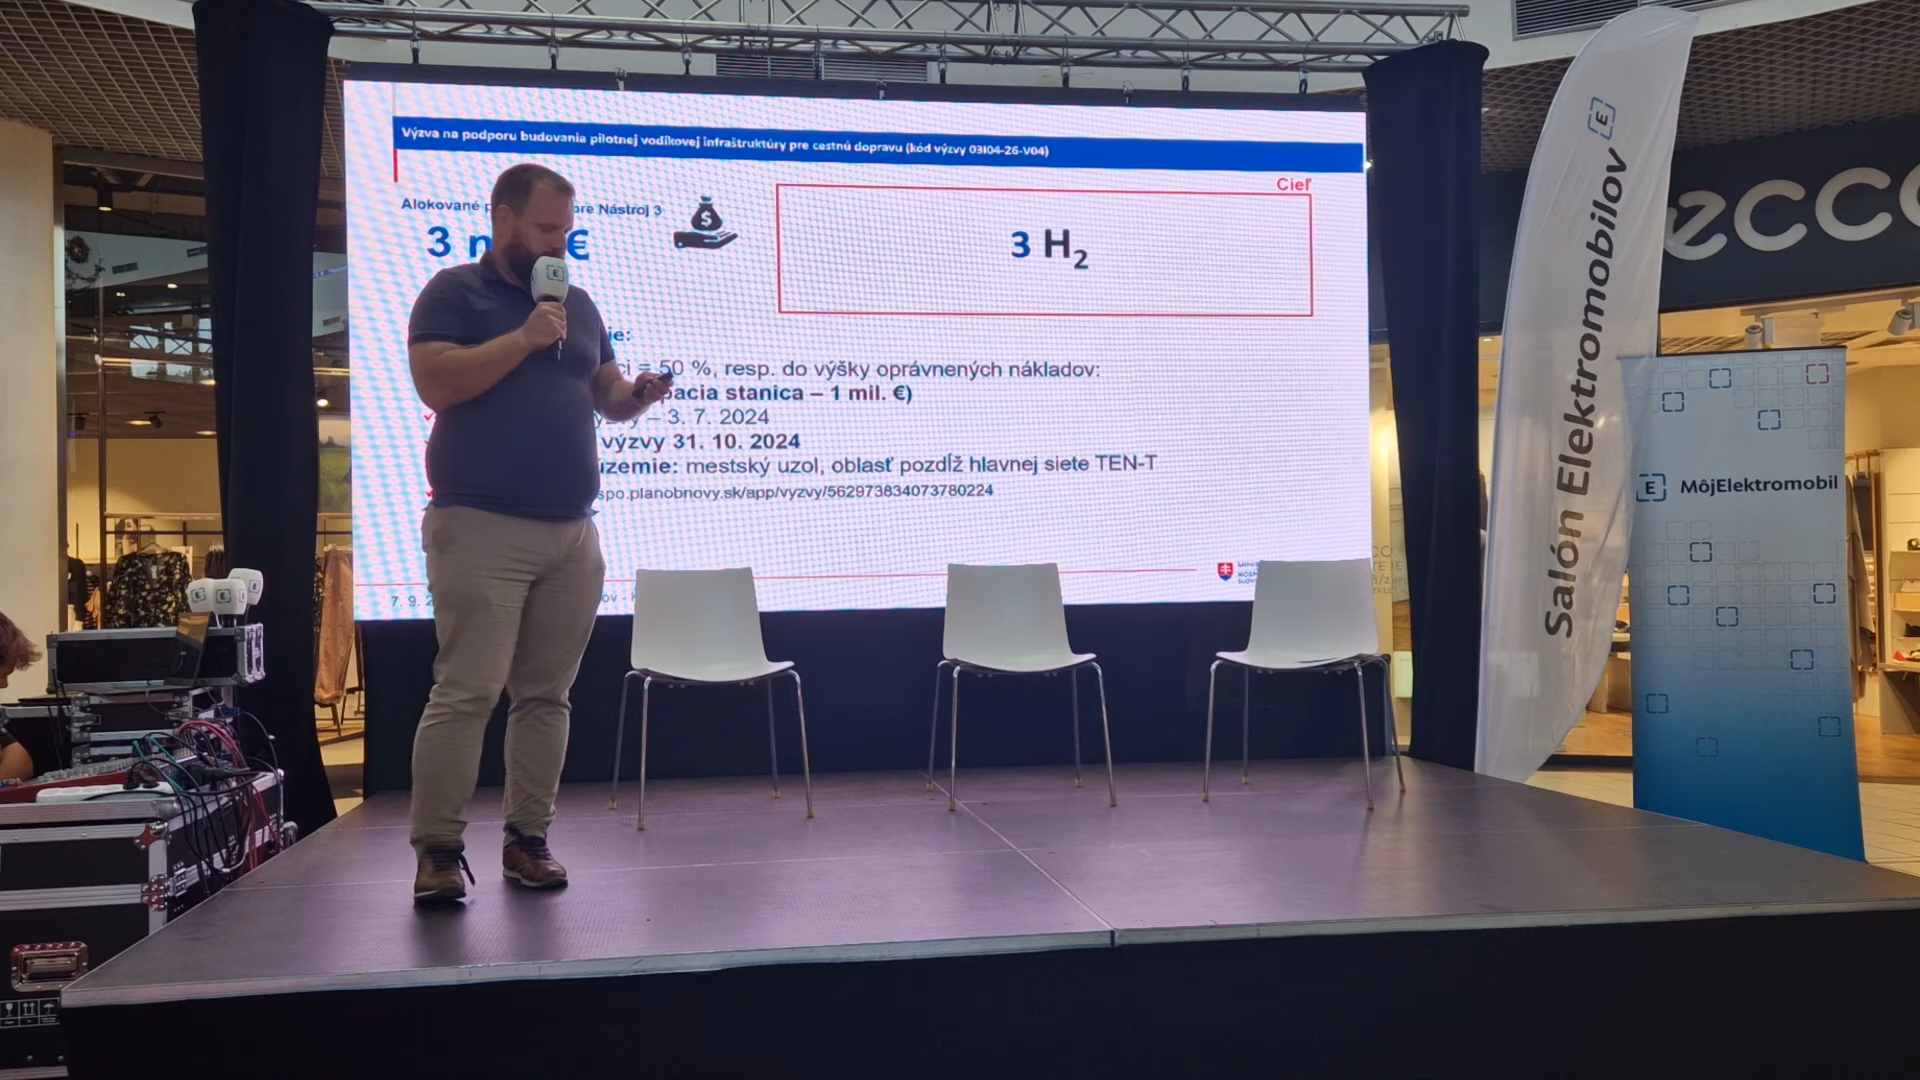 Výzva na podporu budovania pilotnej vodíkovej infraštruktúry pre cestnú dopravu (kód výzvy 03I04-26-V04)
Cieľ
Alokované pre Nástroj 3
3 €
3 H₂
ie:
ci = 50 %, resp. do výšky oprávnených nákladov:
pacia stanica – 1 mil. €)
– 3. 7. 2024
výzvy 31. 10. 2024
územie: mestský uzol, oblasť pozdĺž hlavnej siete TEN-T
spo.planobnovy.sk/app/vyzvy/562973834073780224
7. 9. 2
Salón Elektromobilov
E
MôjElektromobil
ecco